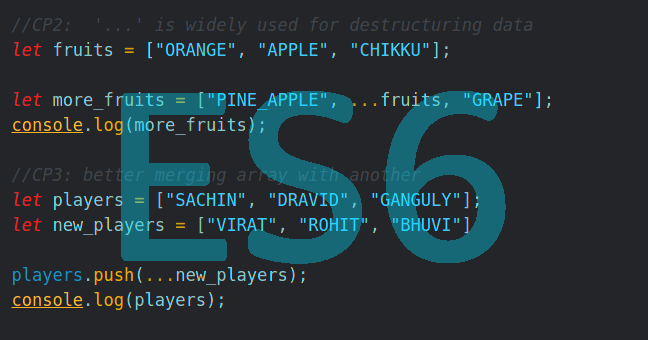 //CP2:  '...' is widely used for destructuring data
let fruits = ["ORANGE", "APPLE", "CHIKKU"];
let more_fruits = ["PINE_APPLE", ...fruits, "GRAPE"];
console.log(more_fruits);
//CP3: better merging array with another
let players = ["SACHIN", "DRAVID", "GANGULY"];
let new_players = ["VIRAT", "ROHIT", "BHUVI"]
players.push(...new_players);
console.log(players);
ES6